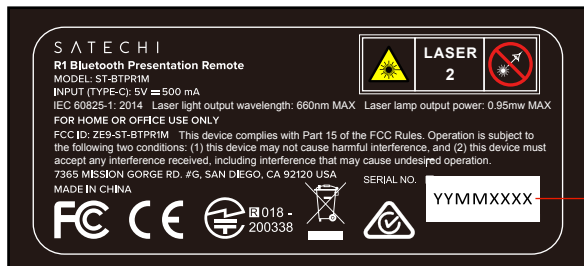 SATECHI
R1 Bluetooth Presentation Remote
MODEL: ST-BTPR1M
INPUT (TYPE-C): 5V ⎓ 500 mA
IEC 60825-1: 2014 Laser light output wavelength: 660nm MAX Laser lamp output power: 0.95mw MAX
LASER
2
FOR HOME OR OFFICE USE ONLY
FCC ID: ZE9-ST-BTPR1M This device complies with Part 15 of the FCC Rules. Operation is subject to
the following two conditions: (1) this device may not cause harmful interference, and (2) this device must
accept any interference received, including interference that may cause undesired operation.
7365 MISSION GORGE RD. #G, SAN DIEGO, CA 92120 USA
MADE IN CHINA
SERIAL NO.
YYMMXXXX
FC CE
R 018 -
200338